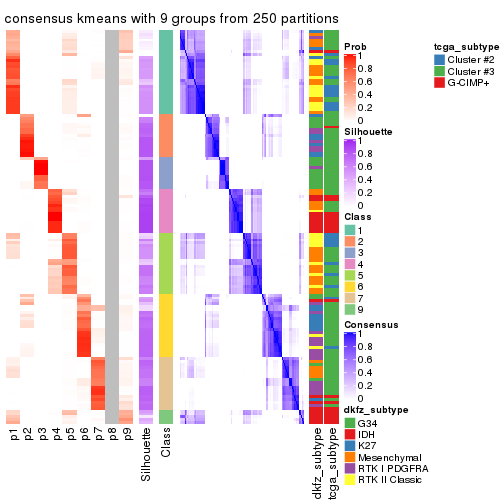 consensus kmeans with 9 groups from 250 partitions
Prob
1
0.8
0.6
0.4
0.2
0
Silhouette
1
0.8
0.6
0.4
0.2
0
Class
1
2
3
4
5
6
7
9
Consensus
1
0.8
0.6
0.4
0.2
0
dkfz_subtype
G34
IDH
K27
Mesenchymal
RTK I PDGFRA
RTK II Classic
tcga_subtype
Cluster #2
Cluster #3
G-CIMP+
p1
p2
p3
p4
p5
p6
p7
p8
p9
Silhouette
Class
dkfz_subtype
tcga_subtype